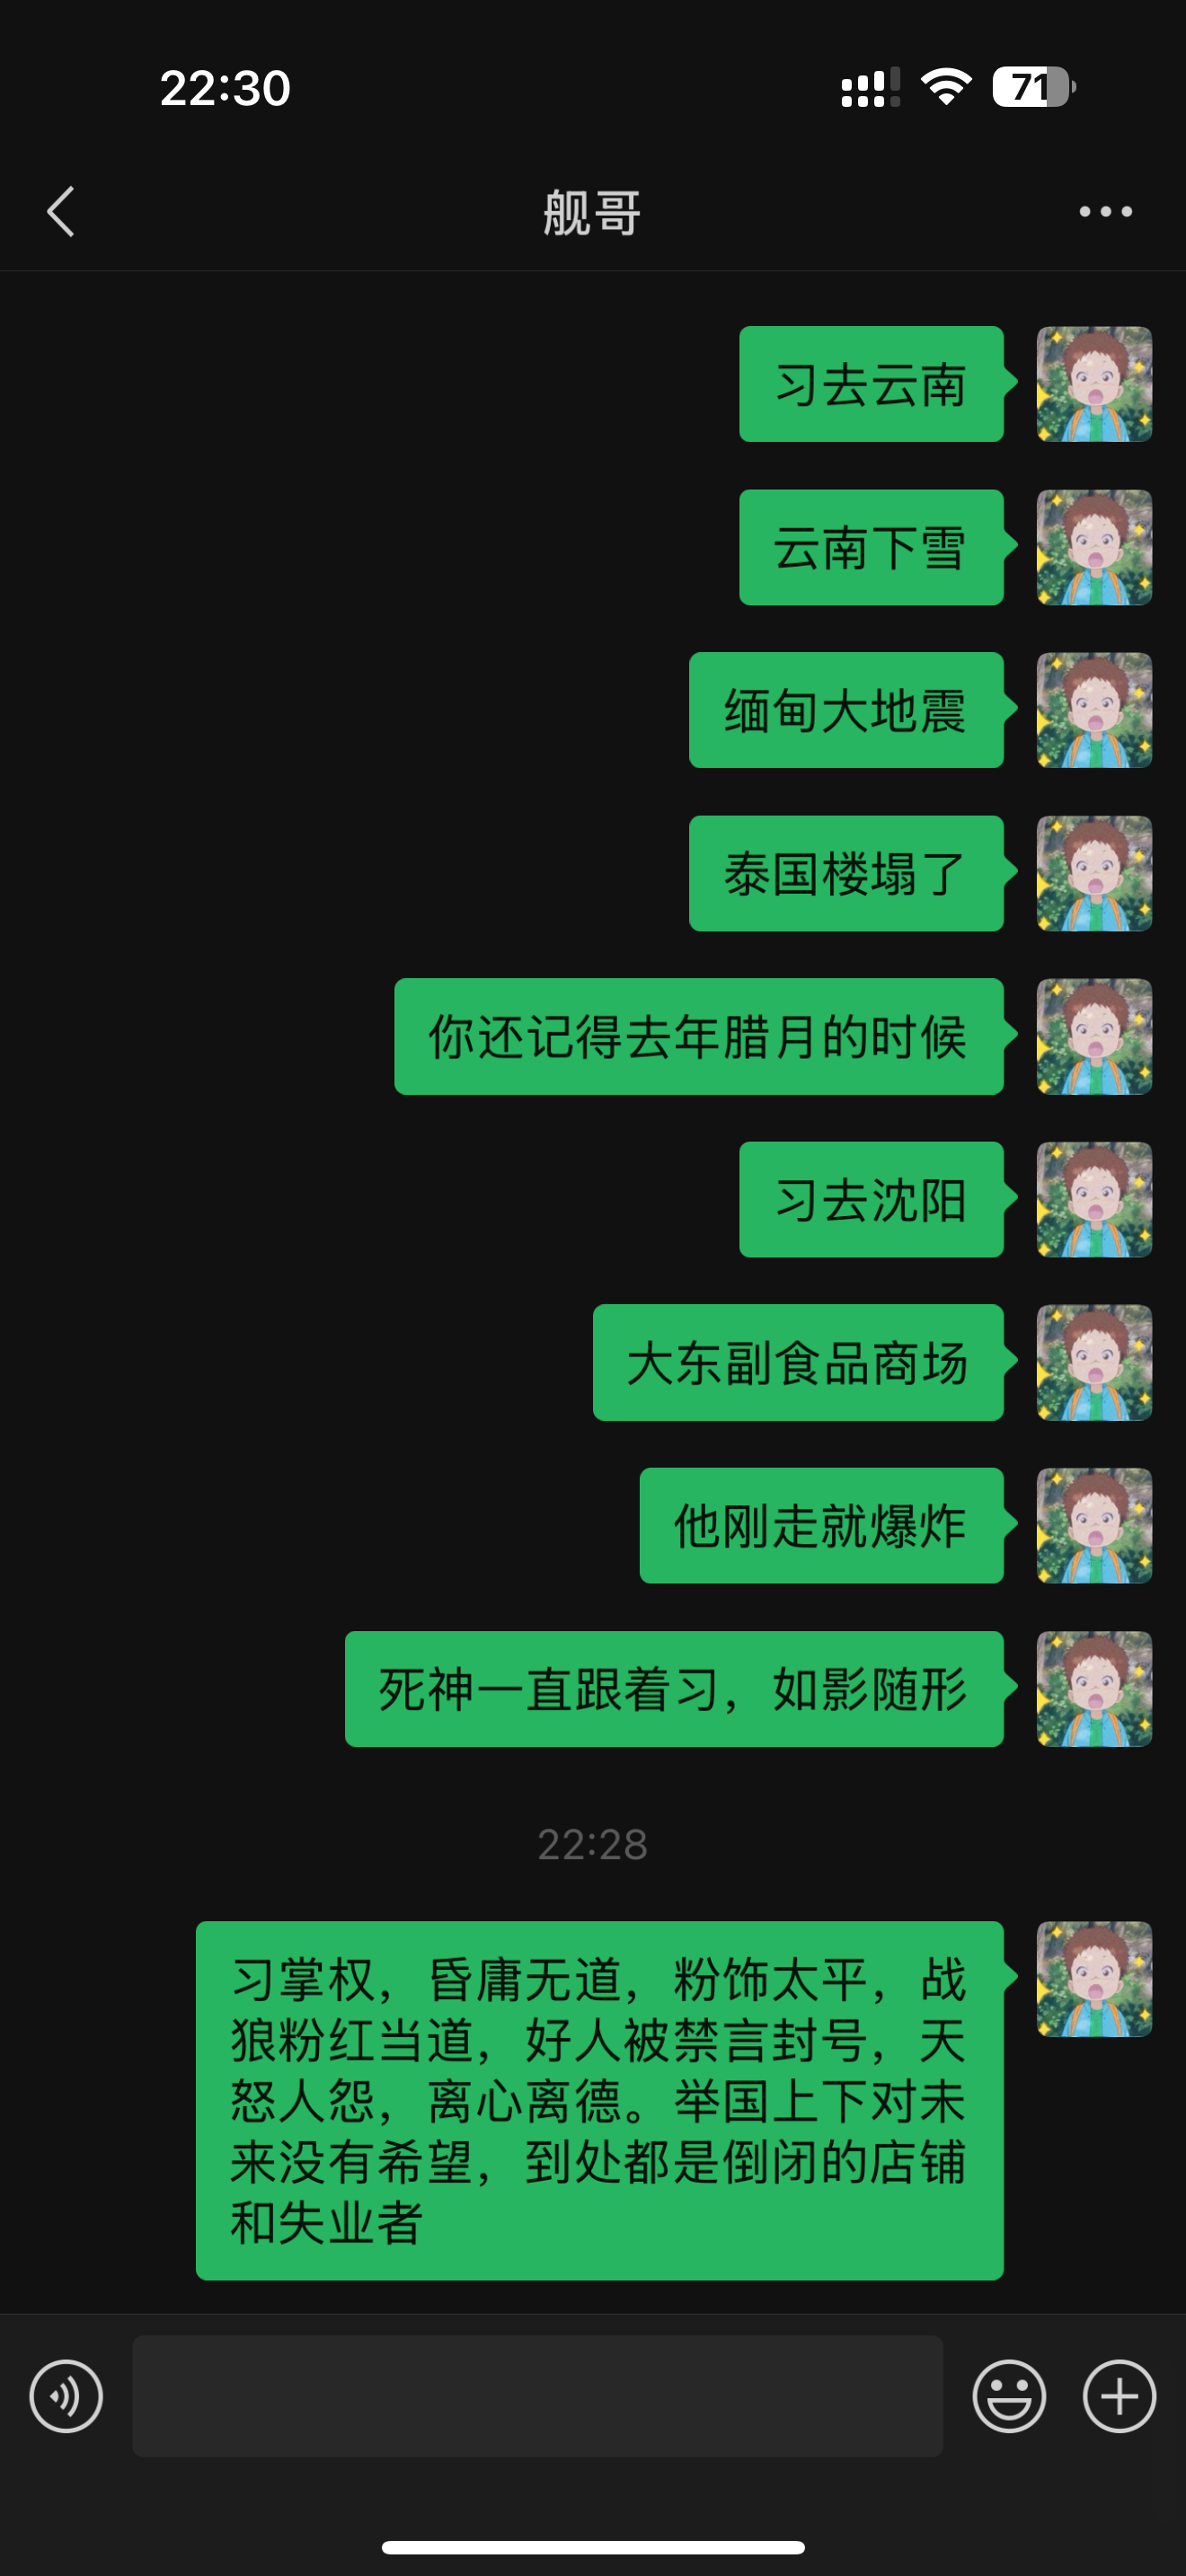 22:30
71
舰哥
习去云南
云南下雪
缅甸大地震
泰国楼塌了
你还记得去年腊月的时候
习去沈阳
大东副食品商场
他刚走就爆炸
死神一直跟着习，如影随形
22:28
习掌权，昏庸无道，粉饰太平，战
狼粉红当道，好人被禁言封号，天
怒人怨，离心离德。举国上下对未
来没有希望，到处都是倒闭的店铺
和失业者